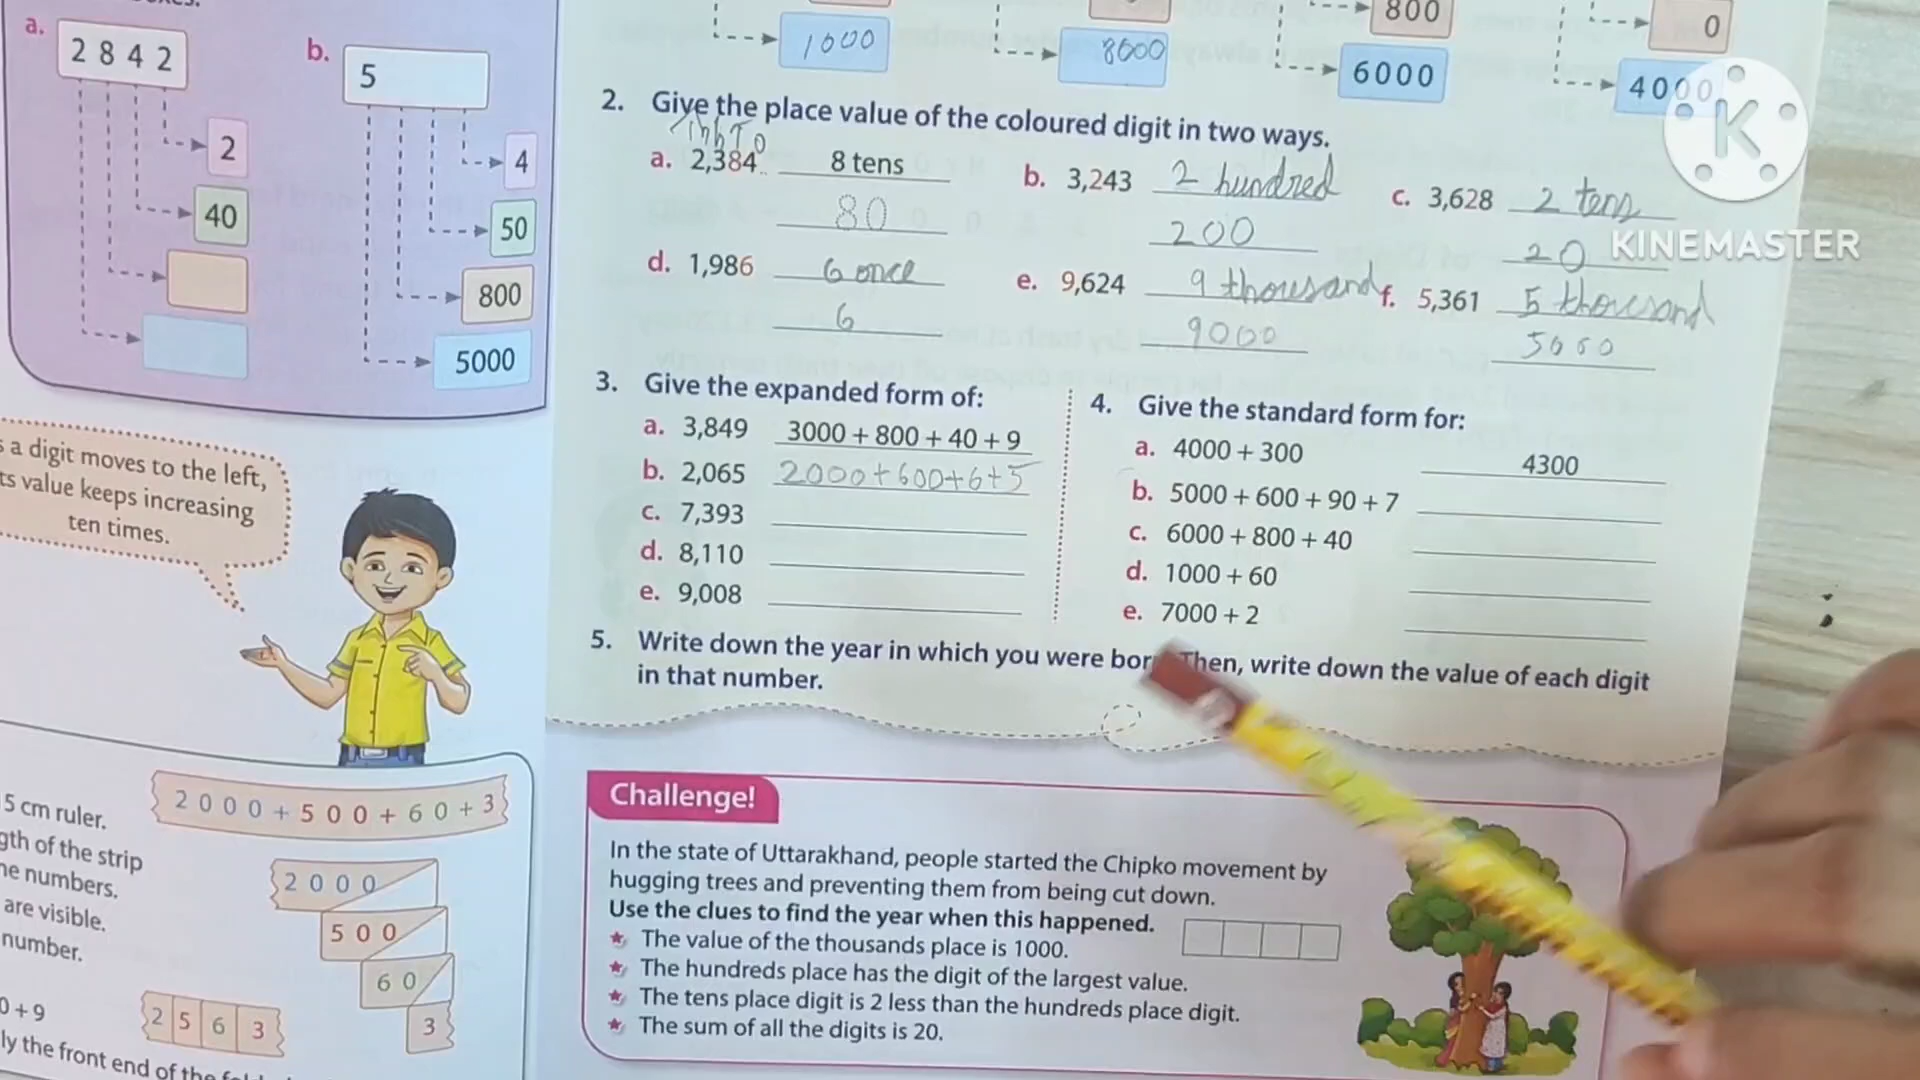 a.
2 8 4 2
2
40
b.
5
4
50
800
5000
s a digit moves to the left,
ts value keeps increasing
ten times.
2 0 0 0 + 5 0 0 + 6 0 + 3
5 cm ruler.
gth of the strip
ne numbers.
are visible.
number.
2 0 0 0
5 0 0
6 0
3
0 + 9
2 5 6 3
ly the front end of the
1000
8000
800
6000
0
4000
KINEMASTER
2. Give the place value of the coloured digit in two ways.
a. 2,384 8 tens
80
b. 3,243 2 hundred
200
c. 3,628 2 tens
20
d. 1,986 6 once
6
e. 9,624 9 thousand
9000
f. 5,361 5 thousand
5000
3. Give the expanded form of:
a. 3,849 3000 + 800 + 40 + 9
b. 2,065 2000+600+6+5
c. 7,393
d. 8,110
e. 9,008
4. Give the standard form for:
a. 4000 + 300 4300
b. 5000 + 600 + 90 + 7
c. 6000 + 800 + 40
d. 1000 + 60
e. 7000 + 2
5. Write down the year in which you were bor Then, write down the value of each digit
in that number.
Challenge!
In the state of Uttarakhand, people started the Chipko movement by
hugging trees and preventing them from being cut down.
Use the clues to find the year when this happened.
The value of the thousands place is 1000.
The hundreds place has the digit of the largest value.
The tens place digit is 2 less than the hundreds place digit.
The sum of all the digits is 20.